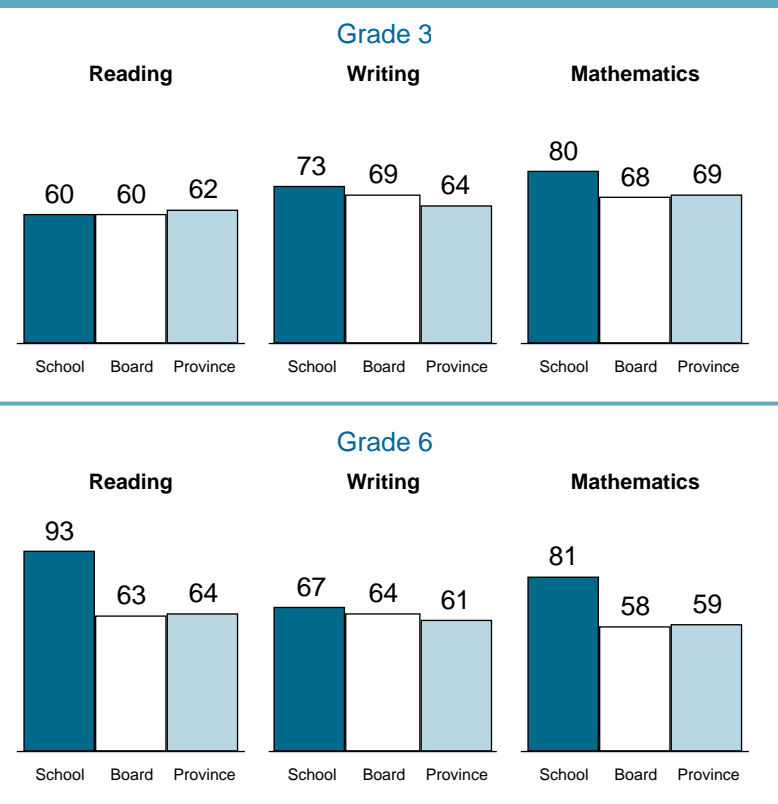 Grade 3
Reading Writing Mathematics
60 60 62 73 69 64 80 68 69
School Board Province School Board Province School Board Province
Grade 6
Reading Writing Mathematics
93 63 64 67 64 61 81 58 59
School Board Province School Board Province School Board Province